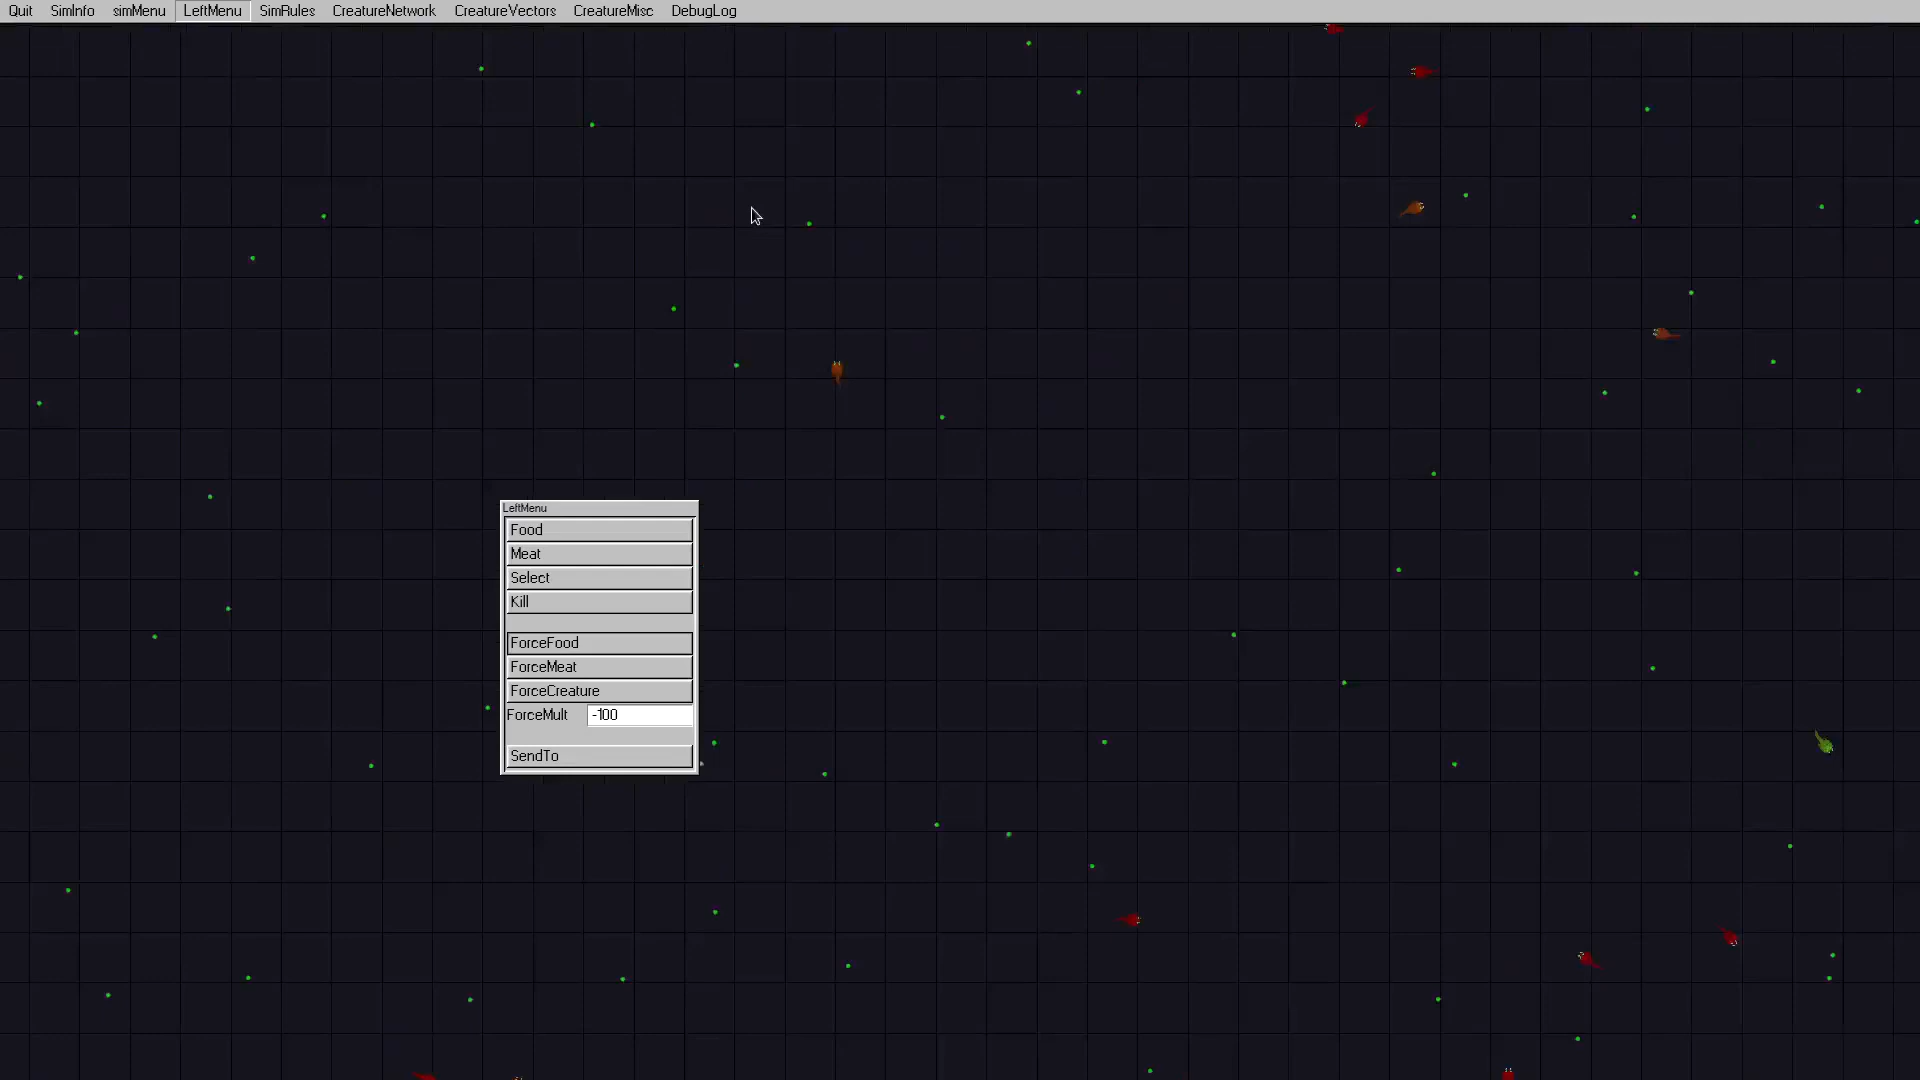 Quit SimInfo simMenu LeftMenu SimRules CreatureNetwork CreatureVectors CreatureMisc DebugLog
LeftMenu
Food
Meat
Select
Kill
ForceFood
ForceMeat
ForceCreature
ForceMult -100
SendTo